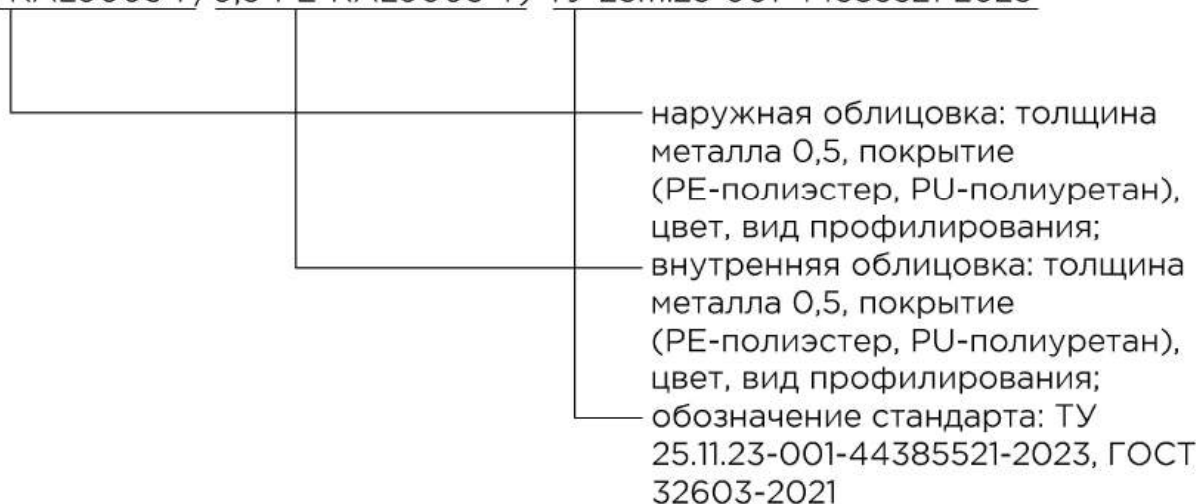 наружная облицовка: толщина
металла 0,5, покрытие
(PE-полиэстер, PU-полиуретан),
цвет, вид профилирования;
внутренняя облицовка: толщина
металла 0,5, покрытие
(PE-полиэстер, PU-полиуретан),
цвет, вид профилирования;
обозначение стандарта: ТУ
25.11.23-001-44385521-2023, ГОСТ
32603-2021